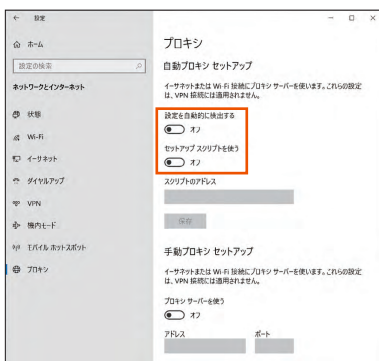 設定
ホーム
設定の検索
ネットワークとインターネット
状態
Wi-Fi
イーサネット
ダイヤルアップ
VPN
機内モード
モバイル ホットスポット
プロキシ
プロキシ
自動プロキシ セットアップ
イーサネットまたは Wi-Fi 接続にプロキシ サーバーを使います。これらの設定
は、VPN 接続には適用されません。
設定を自動的に検出する
オフ
セットアップ スクリプトを使う
オフ
スクリプトのアドレス
保存
手動プロキシ セットアップ
イーサネットまたは Wi-Fi 接続にプロキシ サーバーを使います。これらの設定
は、VPN 接続には適用されません。
プロキシ サーバーを使う
オフ
アドレス ポート